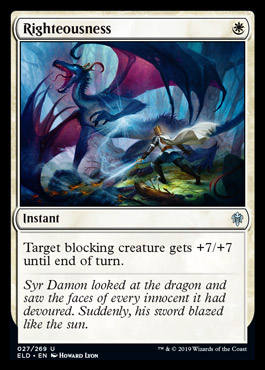 Righteousness
Instant
Target blocking creature gets +7/+7
until end of turn.
Syr Damon looked at the dragon and
saw the faces of every innocent it had
devoured. Suddenly, his sword blazed
like the sun.
027/269 U
ELD • EN Howard Lyon
™ & © 2019 Wizards of the Coast